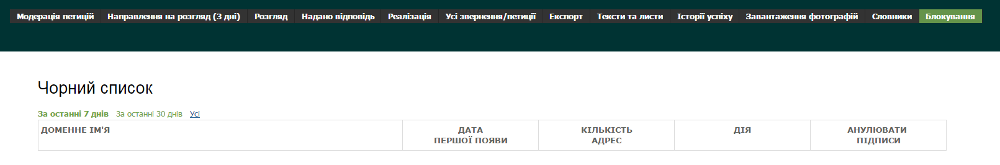 Модерація петицій Направлення на розгляд (3 дні) Розгляд Надано відповідь Реалізація Усі звернення/петиції Експорт Тексти та листи Історії успіху Завантаження фотографій Словники Блокування
Чорний список
За останні 7 днів За останні 30 днів Усі
ДОМЕННЕ ІМ'Я ДАТА КІЛЬКІСТЬ ДІЯ АНУЛЮВАТИ
ПЕРШОЇ ПОЯВИ АДРЕС ПІДПИСИ